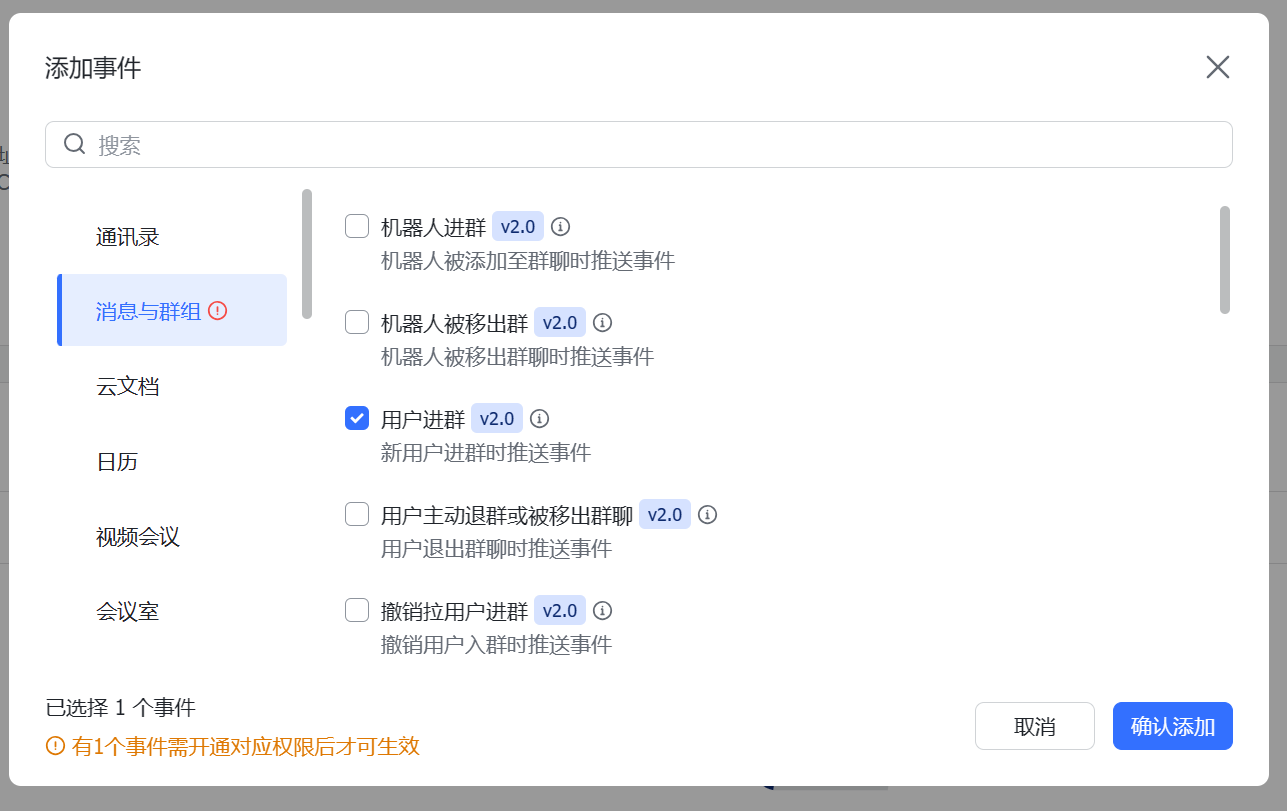 添加事件
搜索
通讯录
消息与群组
云文档
日历
视频会议
会议室
机器人进群 v2.0
机器人被添加至群聊时推送事件
机器人被移出群聊 v2.0
机器人被移出群聊时推送事件
用户进群 v2.0
新用户进群时推送事件
用户主动退群或被移出群聊 v2.0
用户退出群聊时推送事件
撤销拉用户进群 v2.0
撤销用户入群时推送事件
已选择 1 个事件
有1个事件需开通对应权限后才可生效
取消
确认添加